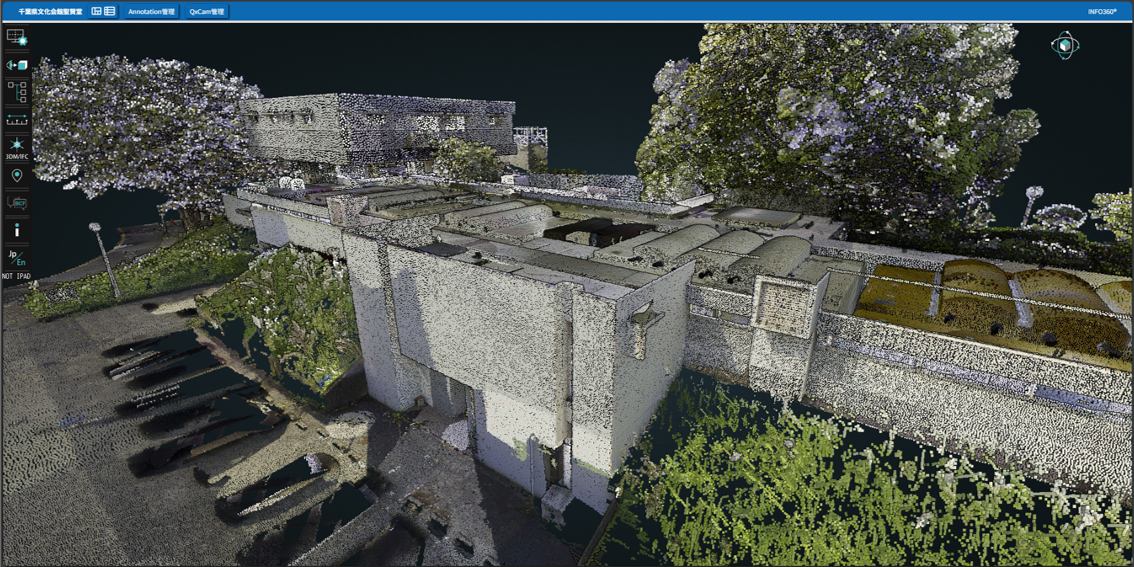 千葉県文化会館聖賢堂
Annotation管理
QxCam管理
INFO360®
3DM/IFC
BCF
Jp/En
NOT IPAD